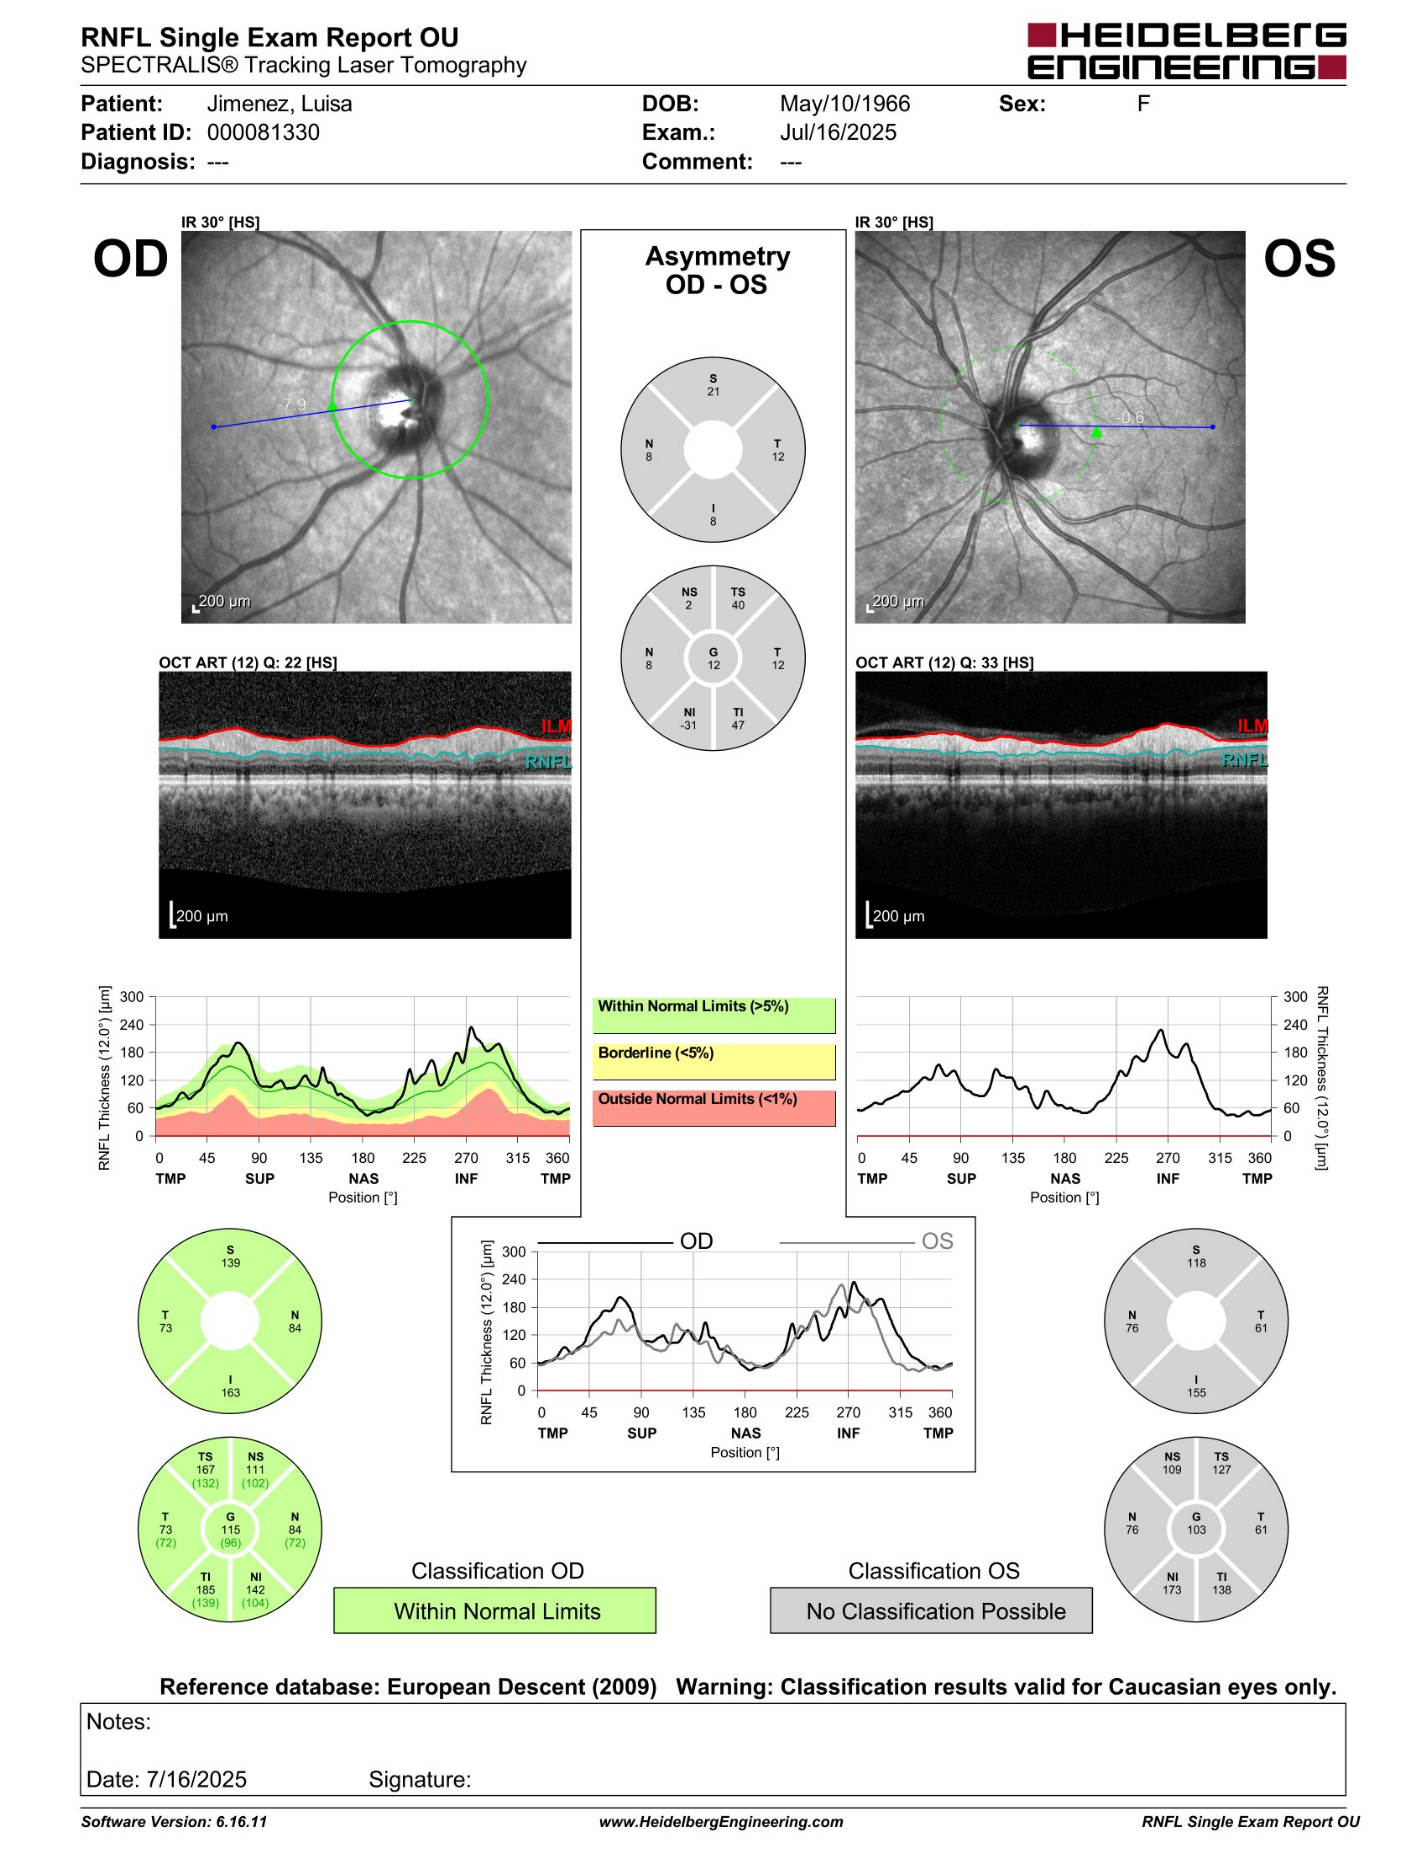 RNFL Single Exam Report OU
SPECTRALIS® Tracking Laser Tomography
HEIDELBERG
ENGINEERING
Patient: Jimenez, Luisa DOB: May/10/1966 Sex: F
Patient ID: 000081330 Exam.: Jul/16/2025
Diagnosis: --- Comment: ---
OD
IR 30° [HS]
-7.9°
200 µm
OCT ART (12) Q: 22 [HS]
ILM
RNFL
200 µm
Asymmetry
OD - OS
S
21
N
8
T
12
I
8
NS
2
TS
40
N
8
G
12
T
12
NI
-31
TI
47
IR 30° [HS]
OS
-0.6°
200 µm
OCT ART (12) Q: 33 [HS]
ILM
RNFL
200 µm
RNFL Thickness (12.0°) [µm]
300
240
180
120
60
0
0 45 90 135 180 225 270 315 360
TMP SUP NAS INF TMP
Position [°]
Within Normal Limits (>5%)
Borderline (<5%)
Outside Normal Limits (<1%)
300
240
180
120
60
0
RNFL Thickness (12.0°) [µm]
0 45 90 135 180 225 270 315 360
TMP SUP NAS INF TMP
Position [°]
S
139
T
73
N
84
I
163
OD OS
RNFL Thickness (12.0°) [µm]
300
240
180
120
60
0
0 45 90 135 180 225 270 315 360
TMP SUP NAS INF TMP
Position [°]
S
118
N
76
T
61
I
155
TS
167
(132)
NS
111
(102)
T
73
(72)
G
115
(96)
N
84
(72)
TI
185
(139)
NI
142
(104)
Classification OD
Within Normal Limits
Classification OS
No Classification Possible
NS
109
TS
127
N
76
G
103
T
61
NI
173
TI
138
Reference database: European Descent (2009) Warning: Classification results valid for Caucasian eyes only.
Notes:
Date: 7/16/2025 Signature:
Software Version: 6.16.11 www.HeidelbergEngineering.com RNFL Single Exam Report OU